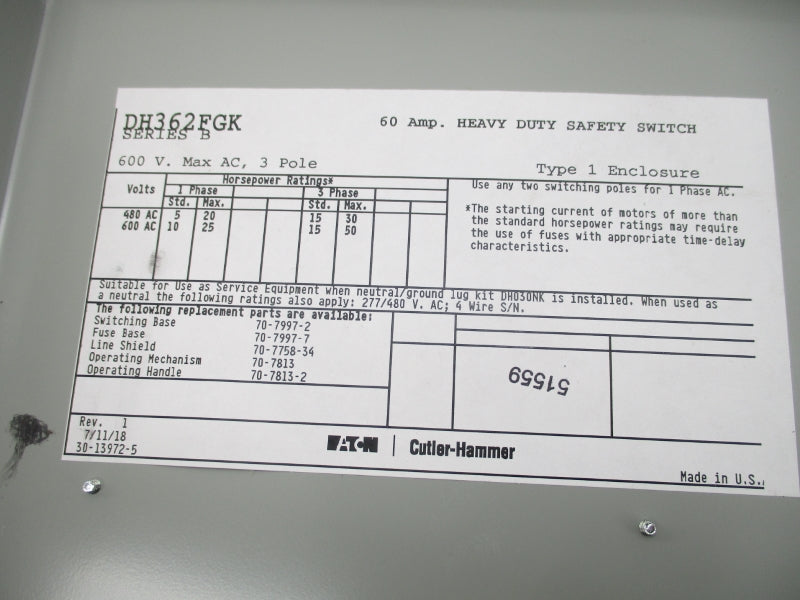 DH362FGK
SERIES B
60 Amp. HEAVY DUTY SAFETY SWITCH
600 V. Max AC, 3 Pole
Type 1 Enclosure
Horsepower Ratings*
Volts 1 Phase 3 Phase
Std. Max. Std. Max.
480 AC 5 20 15 30
600 AC 10 25 15 50
Use any two switching poles for 1 Phase AC.
*The starting current of motors of more than
the standard horsepower ratings may require
the use of fuses with appropriate time-delay
characteristics.
Suitable for Use as Service Equipment when neutral/ground lug kit DH030NK is installed. When used as
a neutral the following ratings also apply: 277/480 V. AC; 4 Wire S/N.
The following replacement parts are available:
Switching Base 70-7997-2
Fuse Base 70-7997-7
Line Shield 70-7758-34
Operating Mechanism 70-7813
Operating Handle 70-7813-2
51559
Rev. 1
7/11/18
30-13972-5
EATON | Cutler-Hammer
Made in U.S.